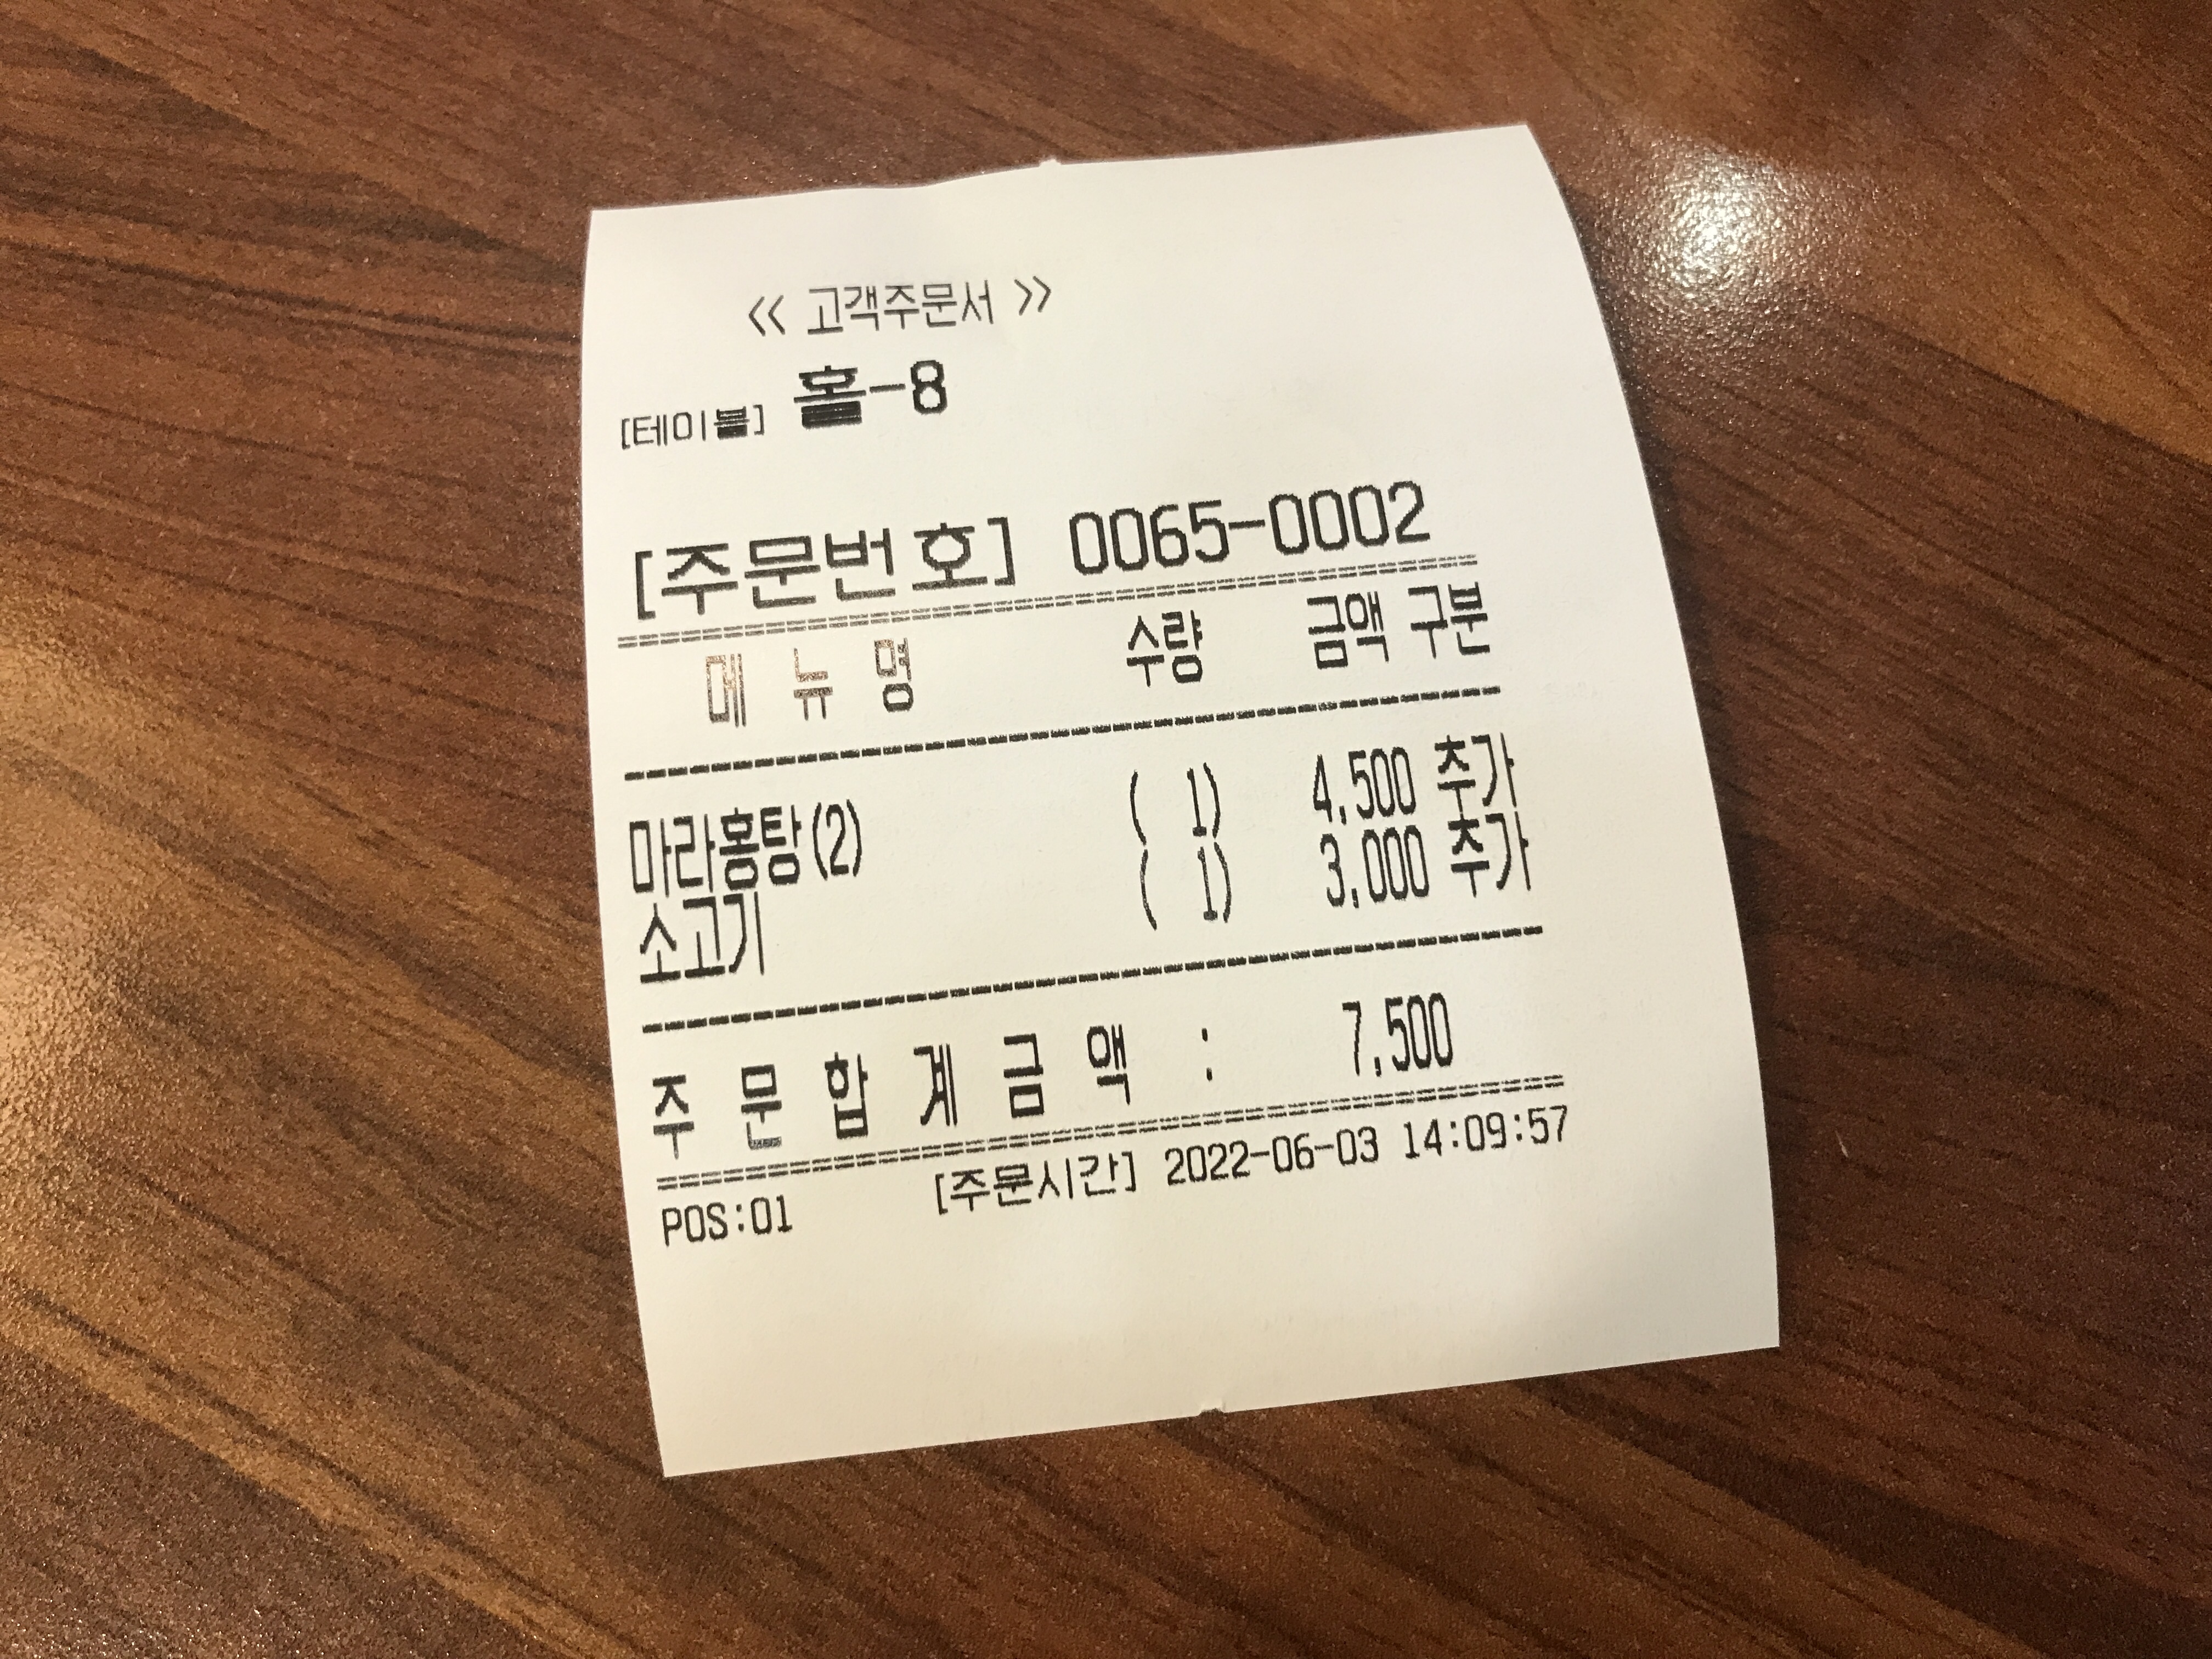 << 고객주문서 >>
[테이블] 홀-8
[주문번호] 0065-0002
메 뉴 명 수량 금액 구분
마라홍탕(2) ( 1) 4,500 추가
소고기 ( 1) 3,000 추가
주 문 합 계 금 액 : 7,500
POS:01 [주문시간] 2022-06-03 14:09:57